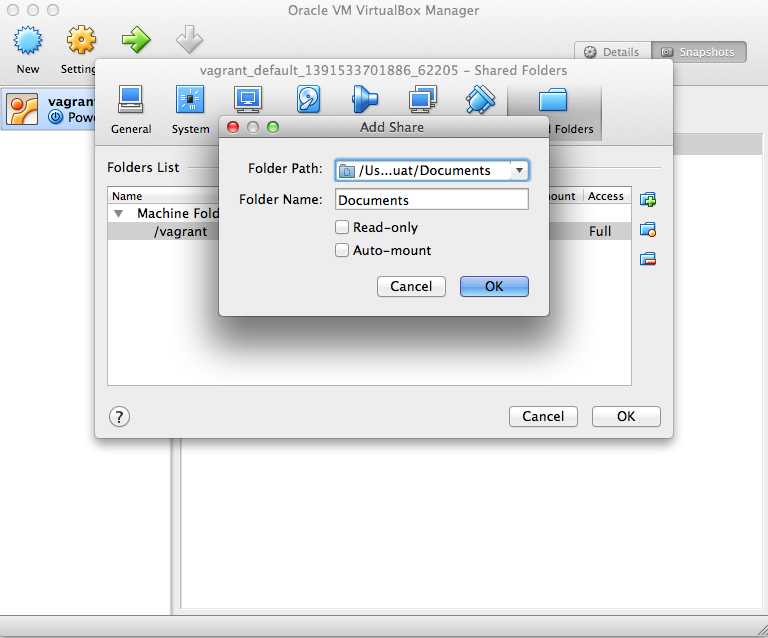 Oracle VM VirtualBox Manager
New
Setting
Details
Snapshots
vagrant
Powe
vagrant_default_1391533701886_62205 – Shared Folders
General
System
Folders
Add Share
Folders List
Folder Path: /Us...uat/Documents
Folder Name: Documents
Name
ount
Access
Machine Fold
/vagrant
Full
Read-only
Auto-mount
Cancel
OK
?
Cancel
OK